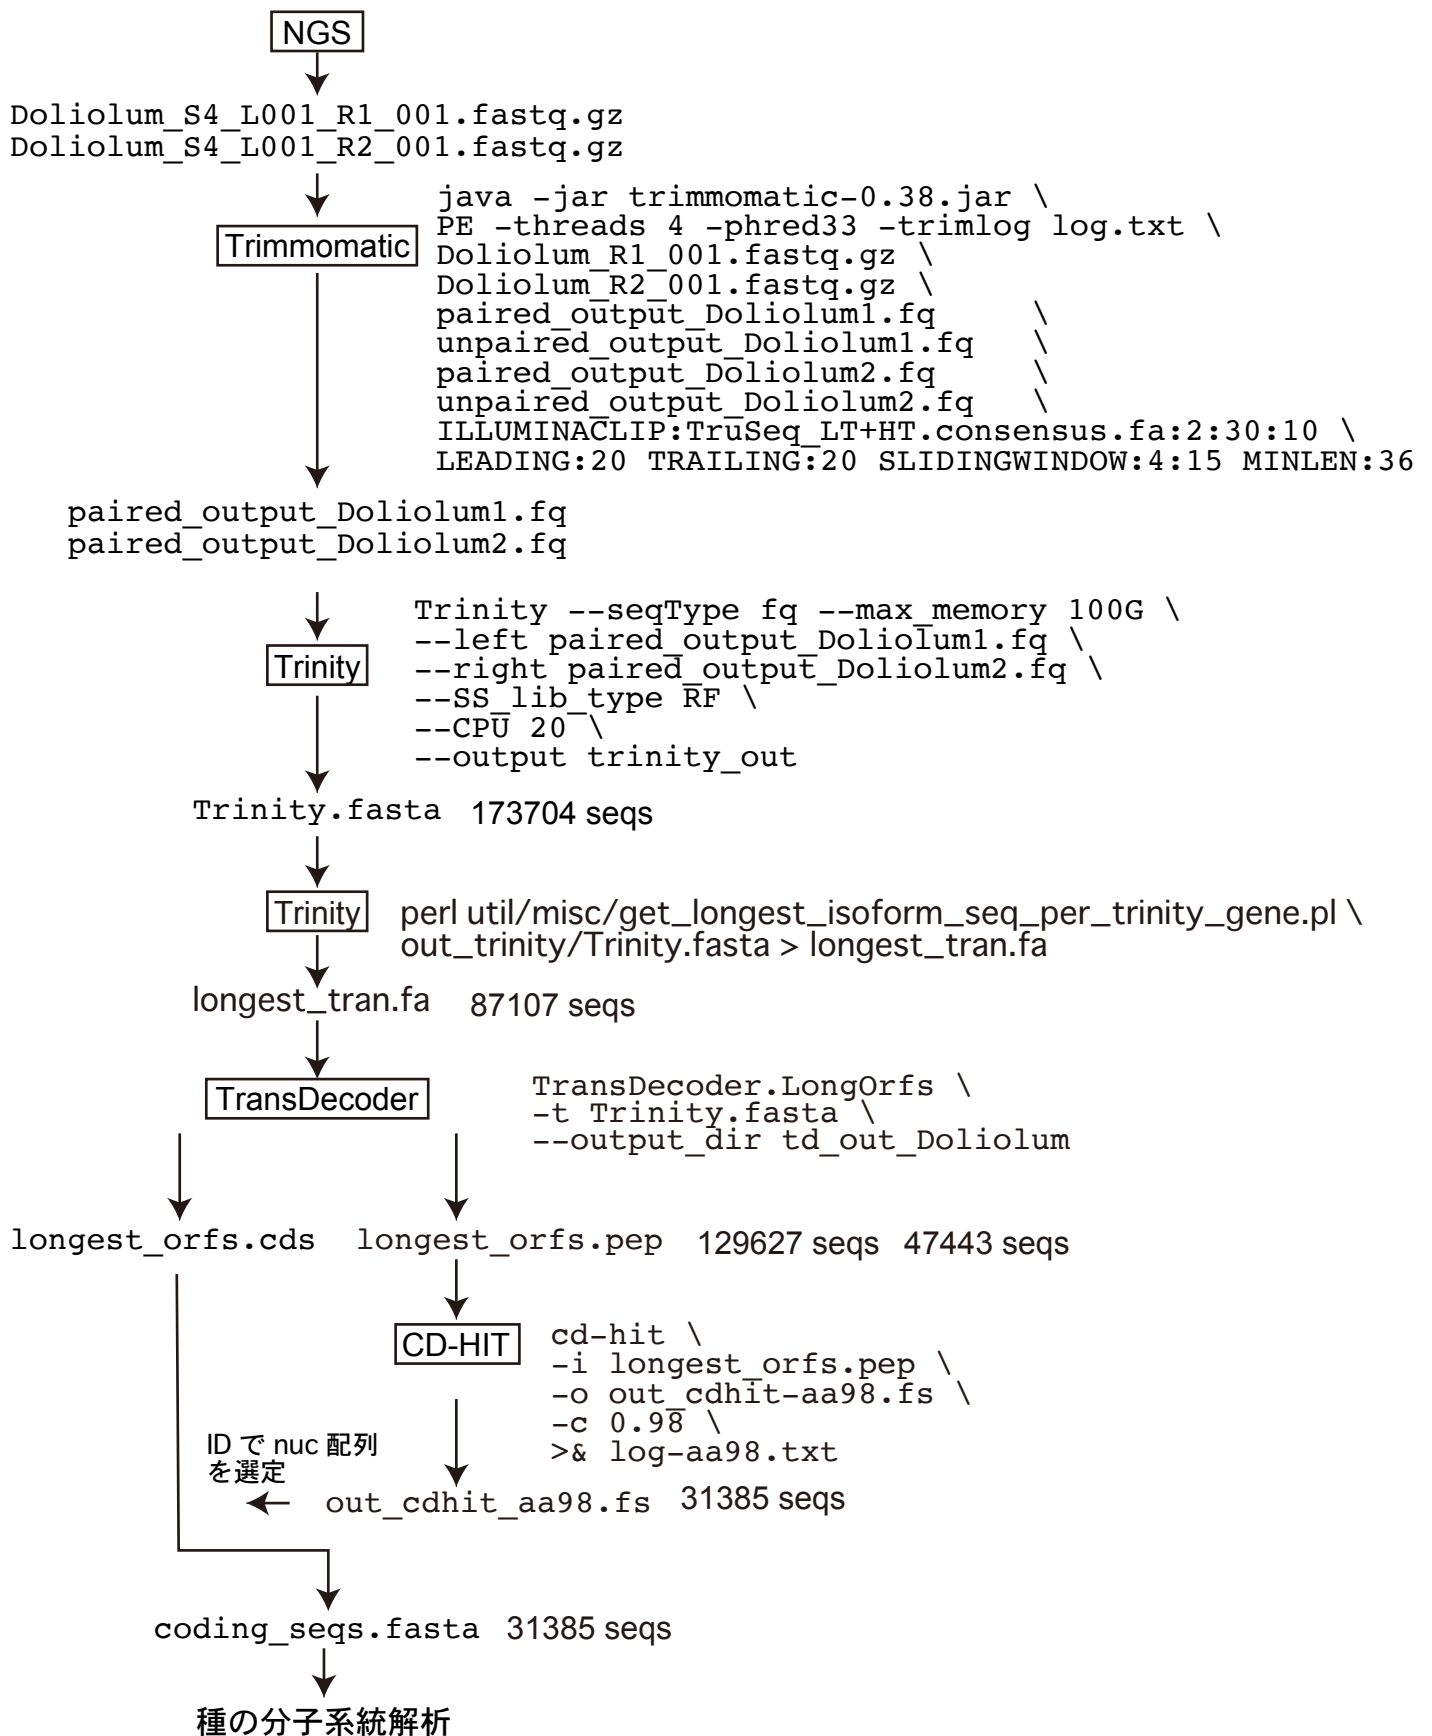 NGS
Doliolum_S4_L001_R1_001.fastq.gz
Doliolum_S4_L001_R2_001.fastq.gz
Trimmomatic
java -jar trimmomatic-0.38.jar \
PE -threads 4 -phred33 -trimlog log.txt \
Doliolum_R1_001.fastq.gz \
Doliolum_R2_001.fastq.gz \
paired_output_Doliolum1.fq \
unpaired_output_Doliolum1.fq \
paired_output_Doliolum2.fq \
unpaired_output_Doliolum2.fq \
ILLUMINACLIP:TruSeq_LT+HT.consensus.fa:2:30:10 \
LEADING:20 TRAILING:20 SLIDINGWINDOW:4:15 MINLEN:36
paired_output_Doliolum1.fq
paired_output_Doliolum2.fq
Trinity
Trinity --seqType fq --max_memory 100G \
--left paired_output_Doliolum1.fq \
--right paired_output_Doliolum2.fq \
--SS_lib_type RF \
--CPU 20 \
--output trinity_out
Trinity.fasta 173704 seqs
Trinity
perl util/misc/get_longest_isoform_seq_per_trinity_gene.pl \
out_trinity/Trinity.fasta > longest_tran.fa
longest_tran.fa 87107 seqs
TransDecoder
TransDecoder.LongOrfs \
-t Trinity.fasta \
--output_dir td_out_Doliolum
longest_orfs.cds longest_orfs.pep 129627 seqs 47443 seqs
CD-HIT
cd-hit \
-i longest_orfs.pep \
-o out_cdhit-aa98.fs \
-c 0.98 \
>& log-aa98.txt
ID で nuc 配列
を選定
out_cdhit_aa98.fs 31385 seqs
coding_seqs.fasta 31385 seqs
種の分子系統解析